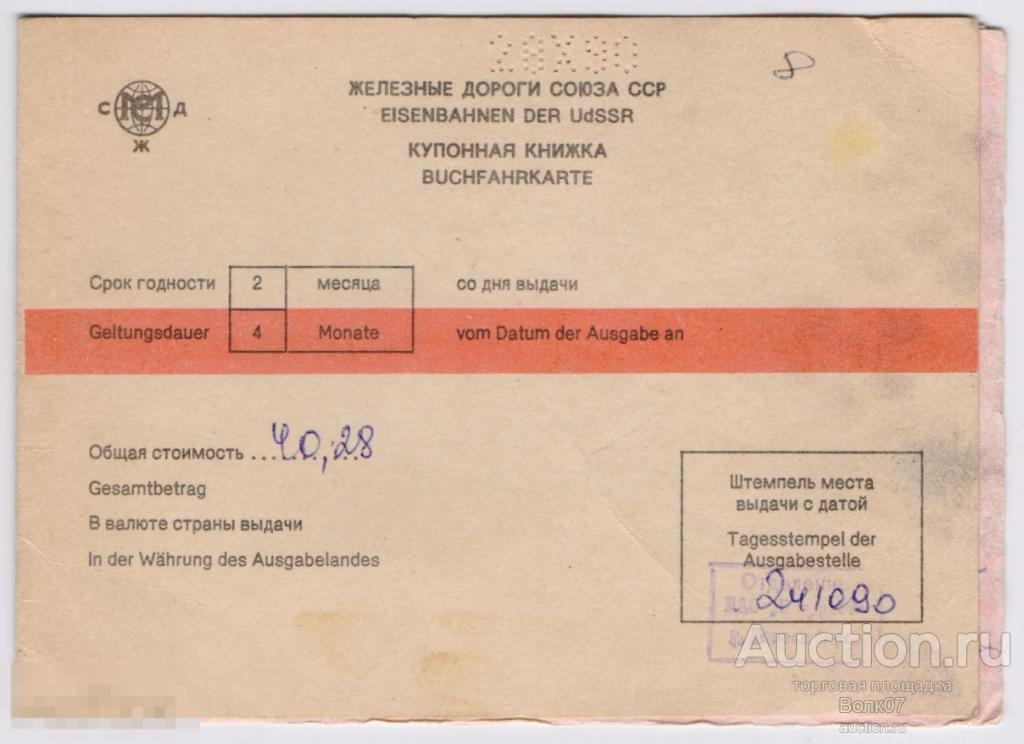 28X90
8
С МС Д
Ж
ЖЕЛЕЗНЫЕ ДОРОГИ СОЮЗА ССР
EISENBAHNEN DER UdSSR
КУПОННАЯ КНИЖКА
BUCHFAHRKARTE
Срок годности 2 месяца со дня выдачи
Geltungsdauer 4 Monate vom Datum der Ausgabe an
Общая стоимость ....40,28
Gesamtbetrag
В валюте страны выдачи
In der Währung des Ausgabelandes
Штемпель места
выдачи с датой
Tagesstempel der
Ausgabestelle
241090
Auction.ru
торговая площадка
Волк07
auction.ru